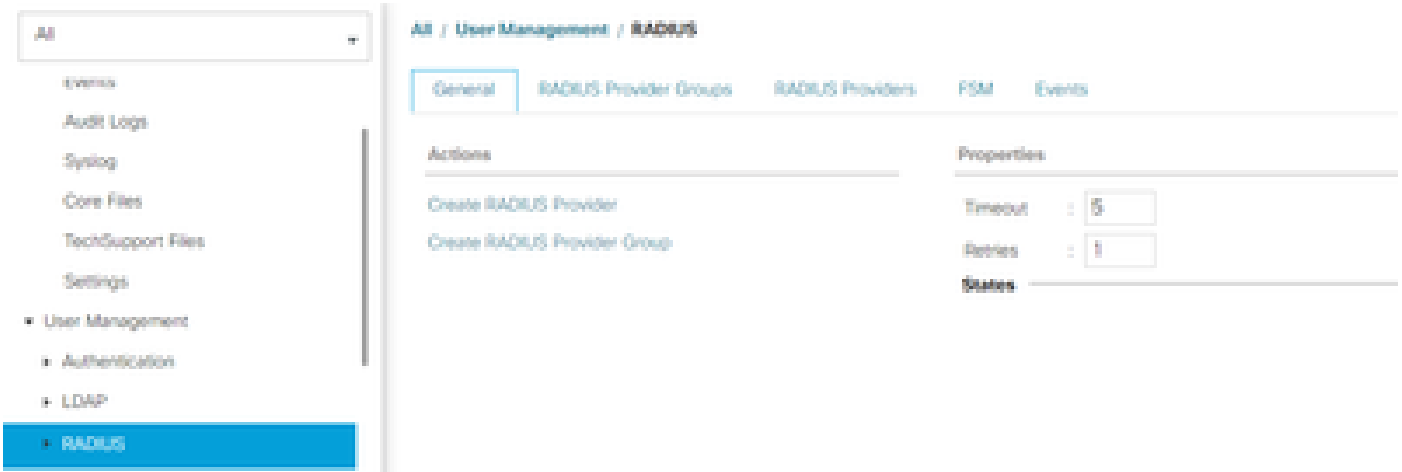 All
Events
Audit Logs
Syslog
Core Files
TechSupport Files
Settings
User Management
Authentication
LDAP
RADIUS
All / User Management / RADIUS
General RADIUS Provider Groups RADIUS Providers FSM Events
Actions
Create RADIUS Provider
Create RADIUS Provider Group
Properties
Timeout : 5
Retries : 1
States